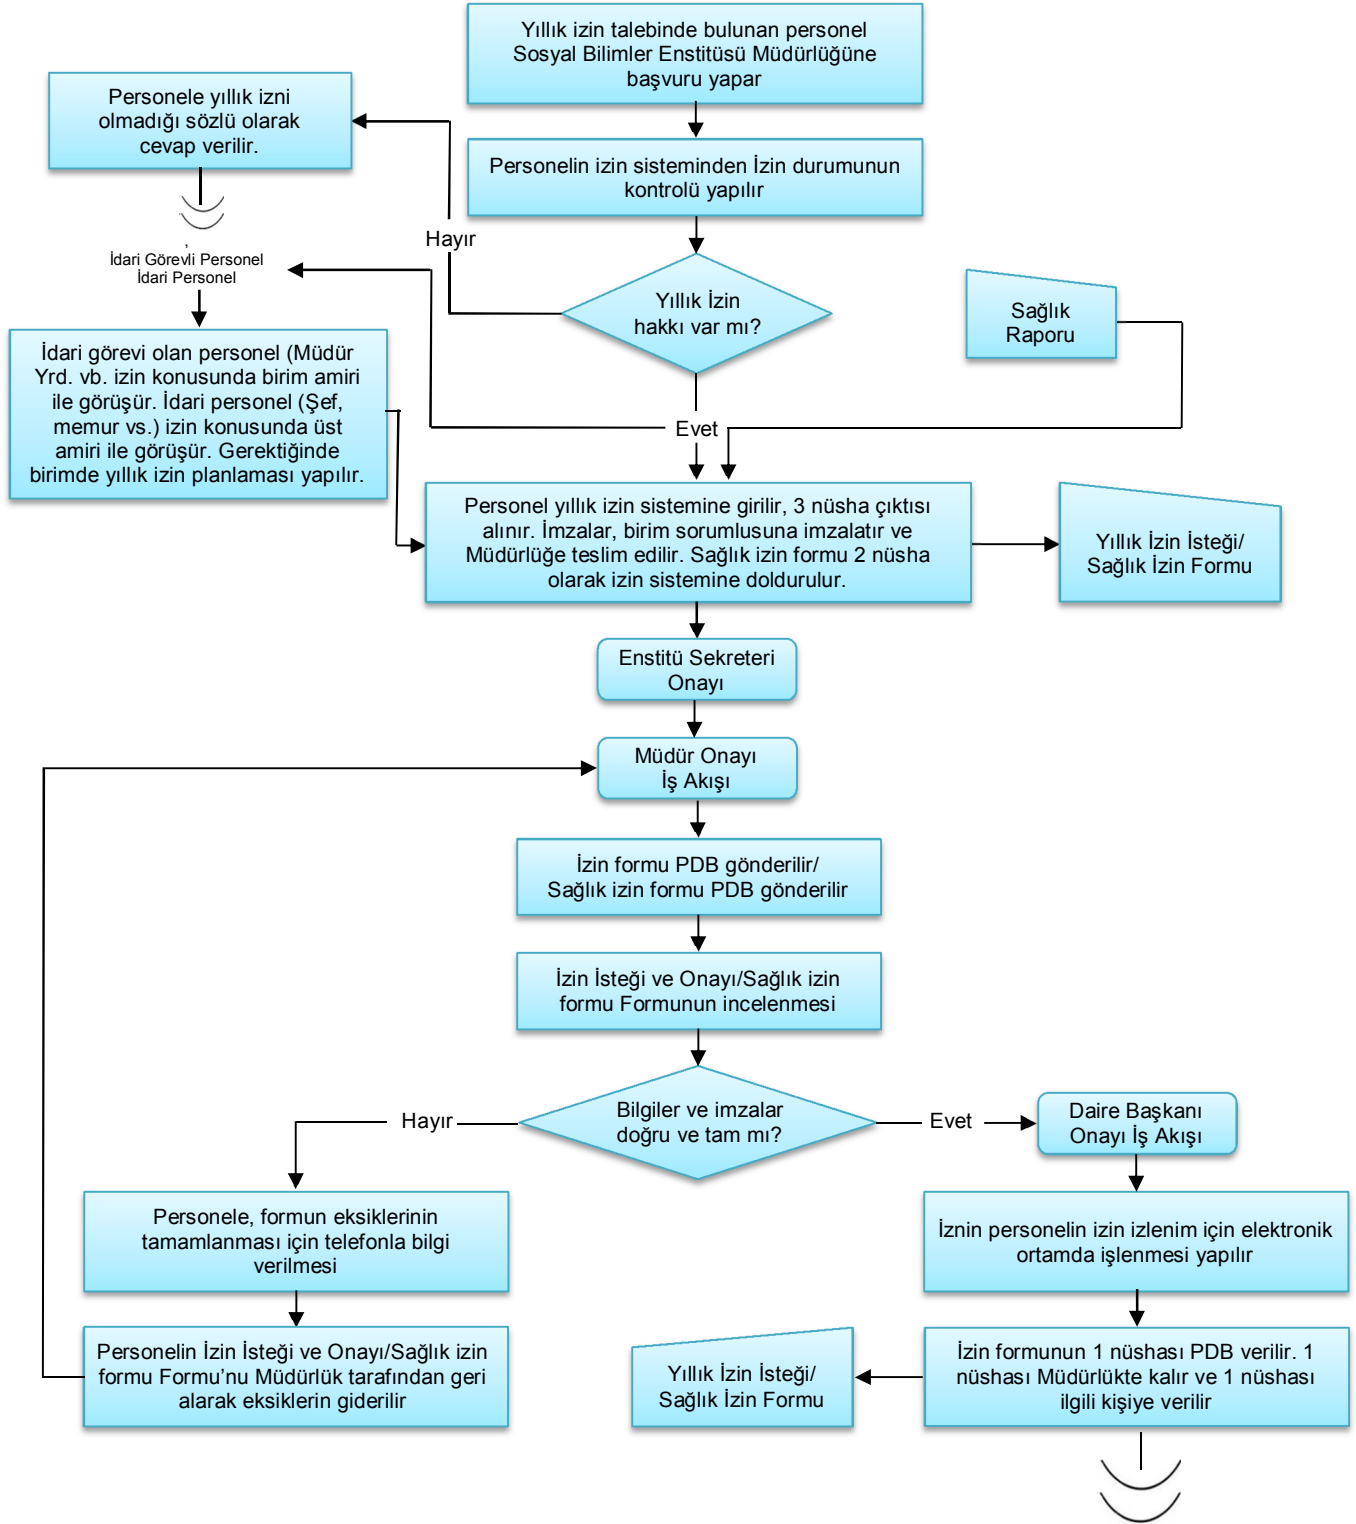 Yıllık izin talebinde bulunan personel
Sosyal Bilimler Enstitüsü Müdürlüğüne
başvuru yapar
Personele yıllık izni
olmadığı sözlü olarak
cevap verilir.
Personelin izin sisteminden İzin durumunun
kontrolü yapılır
Hayır
,
İdari Görevli Personel
İdari Personel
Yıllık İzin
hakkı var mı?
Sağlık
Raporu
İdari görevi olan personel (Müdür
Yrd. vb. izin konusunda birim amiri
ile görüşür. İdari personel (Şef,
memur vs.) izin konusunda üst
amiri ile görüşür. Gerektiğinde
birimde yıllık izin planlaması yapılır.
Evet
Personel yıllık izin sistemine girilir, 3 nüsha çıktısı
alınır. İmzalar, birim sorumlusuna imzalatır ve
Müdürlüğe teslim edilir. Sağlık izin formu 2 nüsha
olarak izin sistemine doldurulur.
Yıllık İzin İsteği/
Sağlık İzin Formu
Enstitü Sekreteri
Onayı
Müdür Onayı
İş Akışı
İzin formu PDB gönderilir/
Sağlık izin formu PDB gönderilir
İzin İsteği ve Onayı/Sağlık izin
formu Formunun incelenmesi
Bilgiler ve imzalar
doğru ve tam mı?
Hayır
Evet
Daire Başkanı
Onayı İş Akışı
Personele, formun eksiklerinin
tamamlanması için telefonla bilgi
verilmesi
İznin personelin izin izlenim için elektronik
ortamda işlenmesi yapılır
Personelin İzin İsteği ve Onayı/Sağlık izin
formu Formu’nu Müdürlük tarafından geri
alarak eksiklerin giderilir
Yıllık İzin İsteği/
Sağlık İzin Formu
İzin formunun 1 nüshası PDB verilir. 1
nüshası Müdürlükte kalır ve 1 nüshası
ilgili kişiye verilir